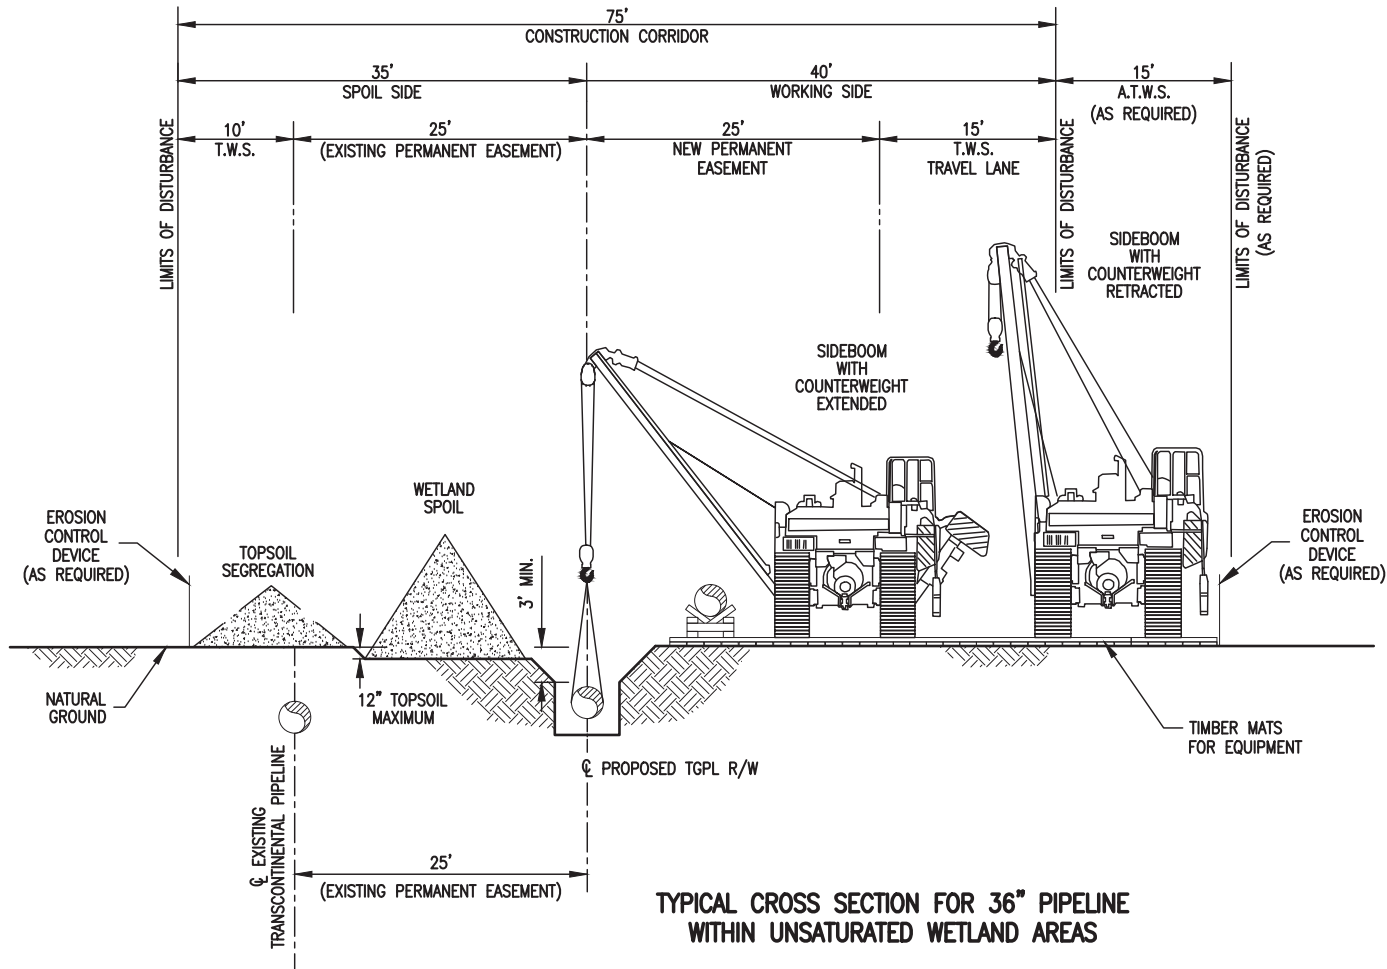 75'
CONSTRUCTION CORRIDOR
35'
SPOIL SIDE
40'
WORKING SIDE
15'
A.T.W.S.
(AS REQUIRED)
10'
T.W.S.
25'
(EXISTING PERMANENT EASEMENT)
25'
NEW PERMANENT
EASEMENT
15'
T.W.S.
TRAVEL LANE
LIMITS OF DISTURBANCE
LIMITS OF DISTURBANCE
LIMITS OF DISTURBANCE
(AS REQUIRED)
SIDEBOOM
WITH
COUNTERWEIGHT
RETRACTED
SIDEBOOM
WITH
COUNTERWEIGHT
EXTENDED
WETLAND
SPOIL
EROSION
CONTROL
DEVICE
(AS REQUIRED)
TOPSOIL
SEGREGATION
3' MIN.
EROSION
CONTROL
DEVICE
(AS REQUIRED)
NATURAL
GROUND
12" TOPSOIL
MAXIMUM
TIMBER MATS
FOR EQUIPMENT
℄ PROPOSED TGPL R/W
℄ EXISTING
TRANSCONTINENTAL PIPELINE
25'
(EXISTING PERMANENT EASEMENT)
TYPICAL CROSS SECTION FOR 36" PIPELINE
WITHIN UNSATURATED WETLAND AREAS